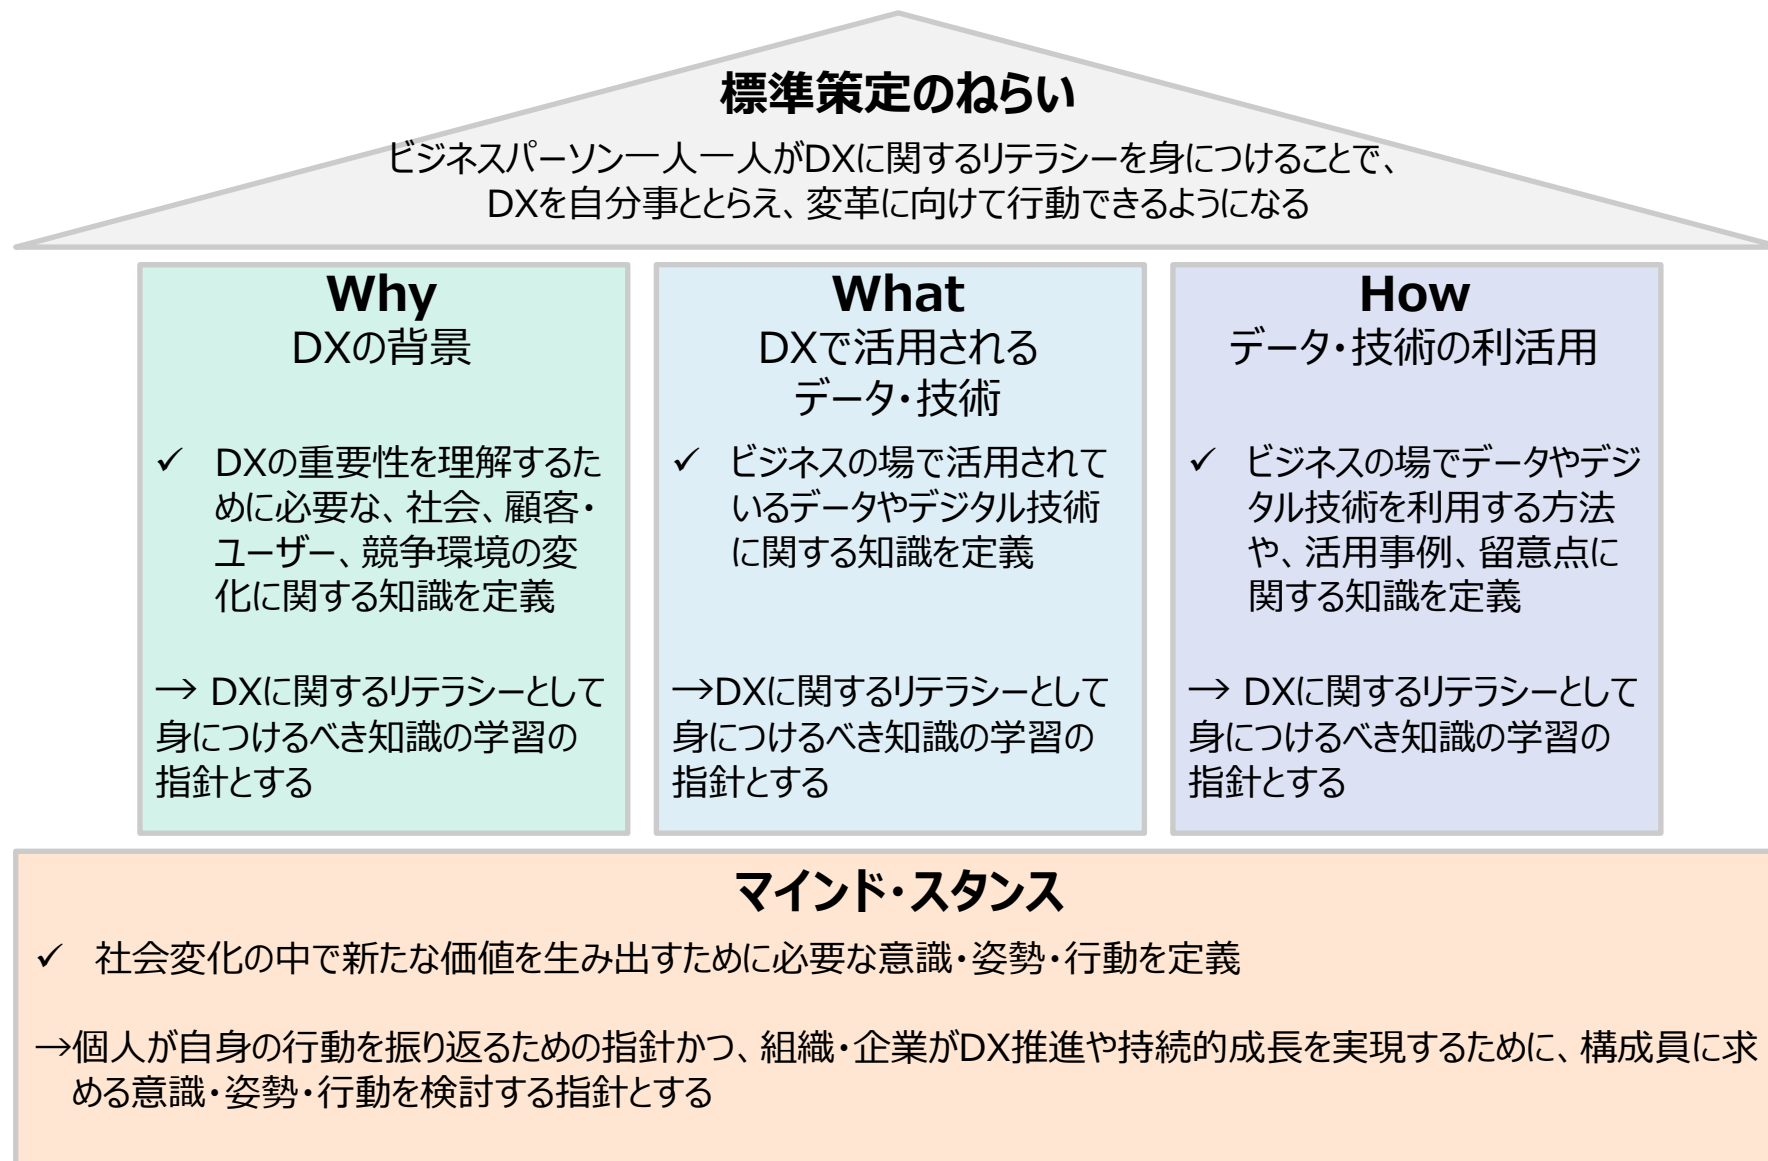 標準策定のねらい
ビジネスパーソン一人一人がDXに関するリテラシーを身につけることで、
DXを自分事ととらえ、変革に向けて行動できるようになる
Why
DXの背景
✓ DXの重要性を理解するた
めに必要な、社会、顧客・
ユーザー、競争環境の変
化に関する知識を定義
→ DXに関するリテラシーとして
身につけるべき知識の学習の
指針とする
What
DXで活用される
データ・技術
✓ ビジネスの場で活用されて
いるデータやデジタル技術
に関する知識を定義
→DXに関するリテラシーとして
身につけるべき知識の学習の
指針とする
How
データ・技術の利活用
✓ ビジネスの場でデータやデジ
タル技術を利用する方法
や、活用事例、留意点に
関する知識を定義
→ DXに関するリテラシーとして
身につけるべき知識の学習の
指針とする
マインド・スタンス
✓ 社会変化の中で新たな価値を生み出すために必要な意識・姿勢・行動を定義
→個人が自身の行動を振り返るための指針かつ、組織・企業がDX推進や持続的成長を実現するために、構成員に求
める意識・姿勢・行動を検討する指針とする